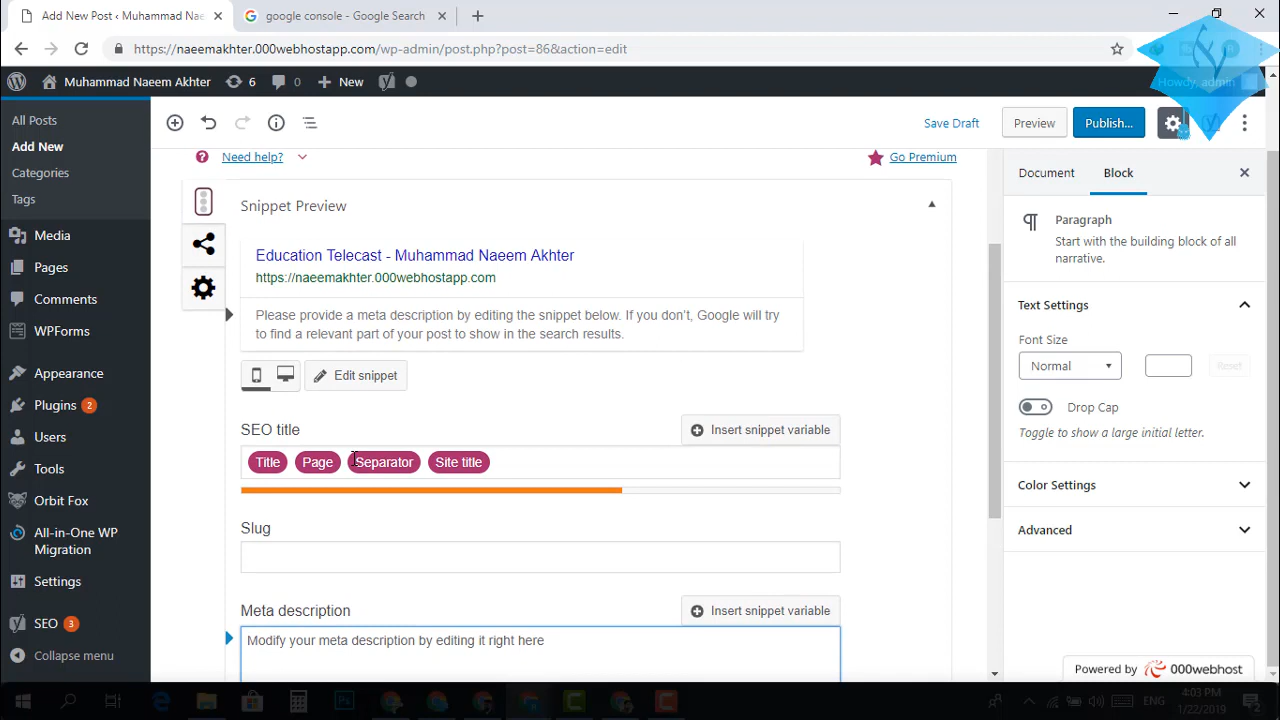 Add New Post ‹ Muhammad Nae
google console - Google Search
https://naeemakhter.000webhostapp.com/wp-admin/post.php?post=86&action=edit
Muhammad Naeem Akhter 6 0 New
Howdy, admin
All Posts
Add New
Categories
Tags
Media
Pages
Comments
WPForms
Appearance
Plugins 2
Users
Tools
Orbit Fox
All-in-One WP
Migration
Settings
SEO 3
Collapse menu
Save Draft
Preview
Publish...
Need help?
Go Premium
Snippet Preview
Education Telecast - Muhammad Naeem Akhter
https://naeemakhter.000webhostapp.com
Please provide a meta description by editing the snippet below. If you don't, Google will try
to find a relevant part of your post to show in the search results.
Edit snippet
SEO title
Insert snippet variable
Title Page Separator Site title
Slug
Meta description
Insert snippet variable
Modify your meta description by editing it right here
Document
Block
Paragraph
Start with the building block of all
narrative.
Text Settings
Font Size
Normal
Reset
Drop Cap
Toggle to show a large initial letter.
Color Settings
Advanced
Powered by 000webhost
ENG
4:03 PM
1/22/2019
2